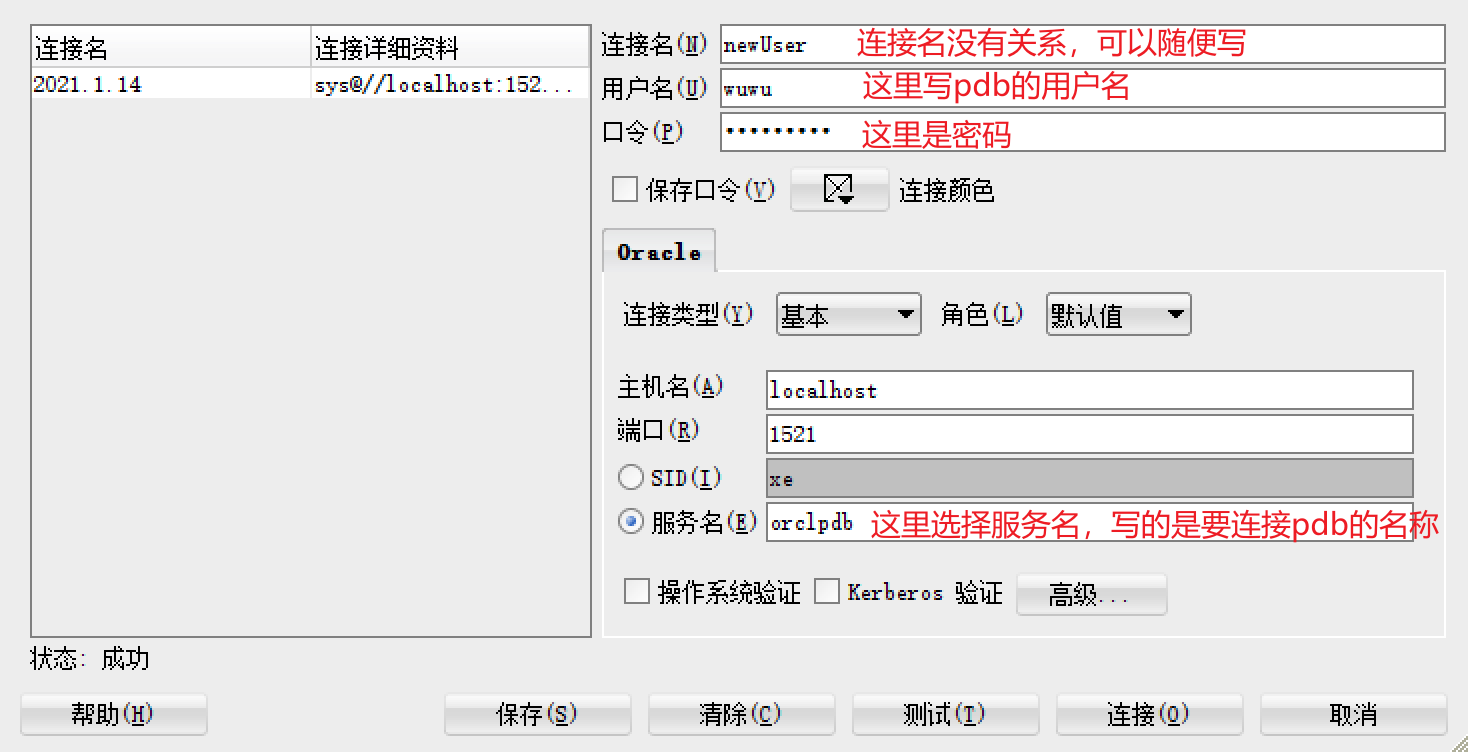 连接名 连接详细资料
2021.1.14 sys@//localhost:152...
连接名(N) newUser 连接名没有关系，可以随便写
用户名(U) wuwu 这里写pdb的用户名
口令(P) ••••••••• 这里是密码
保存口令(V) 连接颜色
Oracle
连接类型(Y) 基本 角色(L) 默认值
主机名(A) localhost
端口(R) 1521
SID(I) xe
服务名(E) orclpdb 这里选择服务名，写的是要连接pdb的名称
操作系统验证 Kerberos 验证 高级...
状态: 成功
帮助(H) 保存(S) 清除(C) 测试(T) 连接(O) 取消